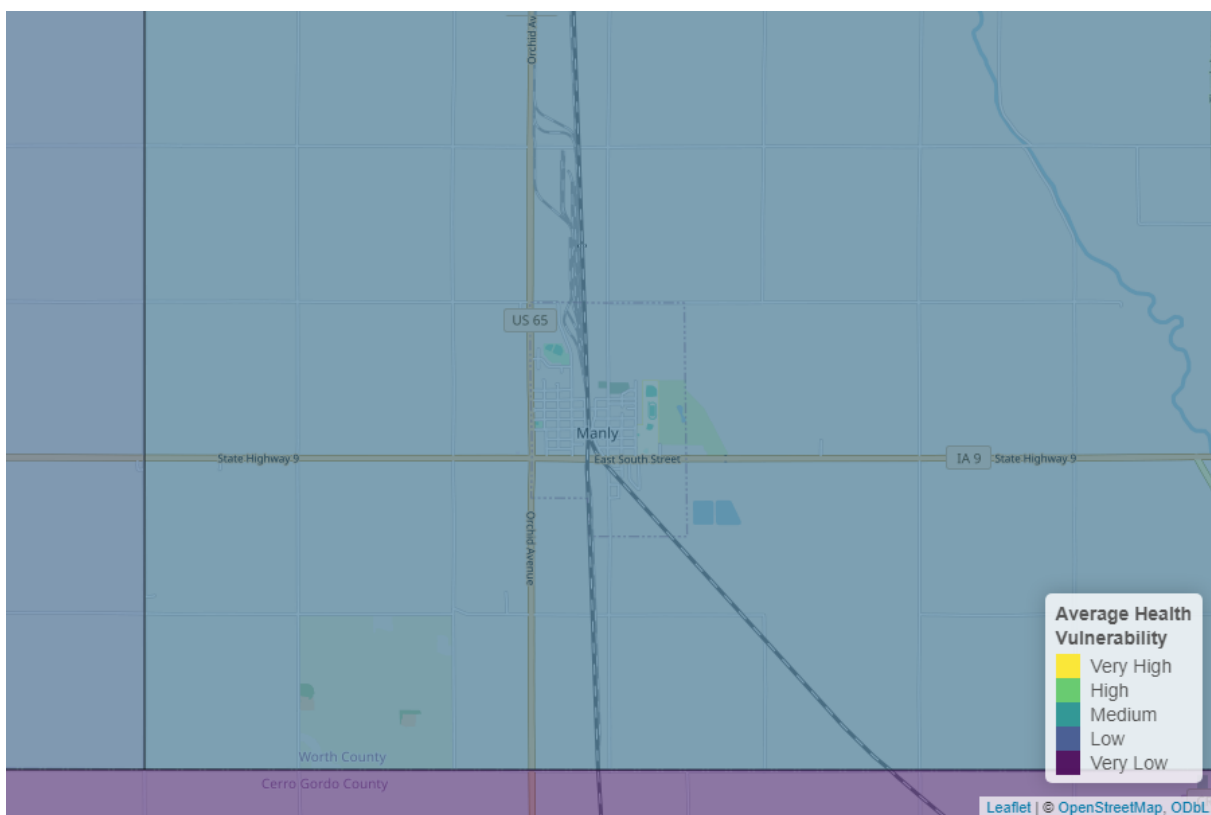 Orchid Av
US 65
Manly
State Highway 9
East South Street
IA 9
State Highway 9
Orchid Avenue
Average Health
Vulnerability
Very High
High
Medium
Low
Very Low
Worth County
Cerro Gordo County
Leaflet | © OpenStreetMap, ODbL